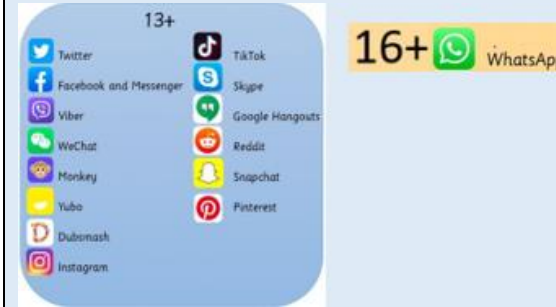 13+
Twitter
Facebook and Messenger
Viber
WeChat
Monkey
Yubo
Dubsmash
Instagram
TikTok
Skype
Google Hangouts
Reddit
Snapchat
Pinterest
16+ WhatsAp